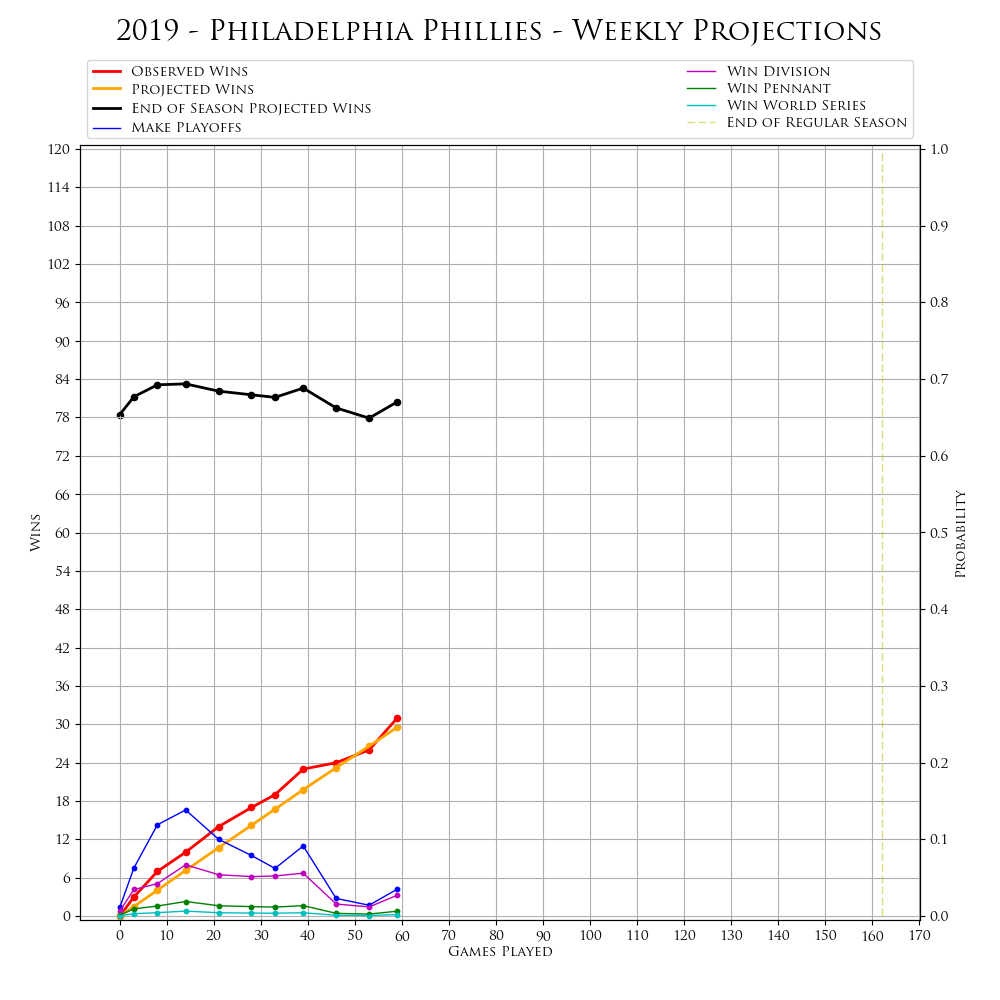 2019 - Philadelphia Phillies - Weekly Projections
Observed Wins
Projected Wins
End of Season Projected Wins
Make Playoffs
Win Division
Win Pennant
Win World Series
End of Regular Season
120
114
108
102
96
90
84
78
72
66
60
54
48
42
36
30
24
18
12
6
0
Wins
1.0
0.9
0.8
0.7
0.6
0.5
0.4
0.3
0.2
0.1
0.0
Probability
0 10 20 30 40 50 60 70 80 90 100 110 120 130 140 150 160 170
Games Played